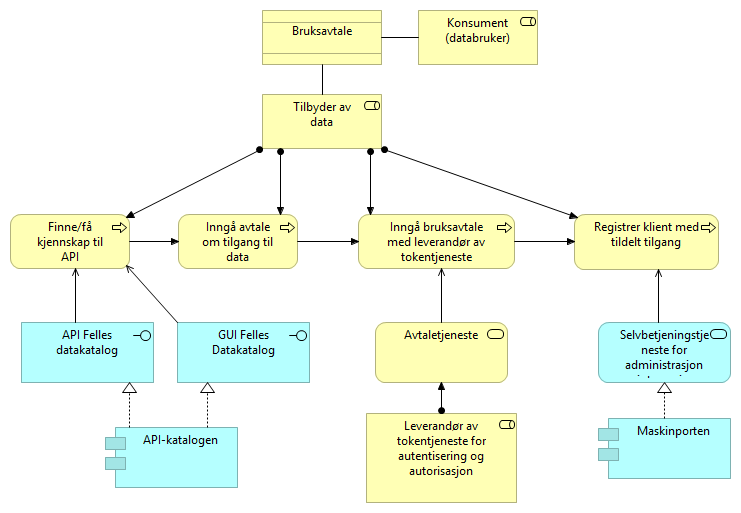 Bruksavtale
Konsument
(databruker)
Tilbyder av
data
Finne/få
kjennskap til
API
Inngå avtale
om tilgang til
data
Inngå bruksavtale
med leverandør av
tokentjeneste
Registrer klient med
tildelt tilgang
API Felles
datakatalog
GUI Felles
Datakatalog
Avtaletjeneste
Selvbetjeningstje
neste for
administrasjon
API-katalogen
Leverandør av
tokentjeneste for
autentisering og
autorisasjon
Maskinporten